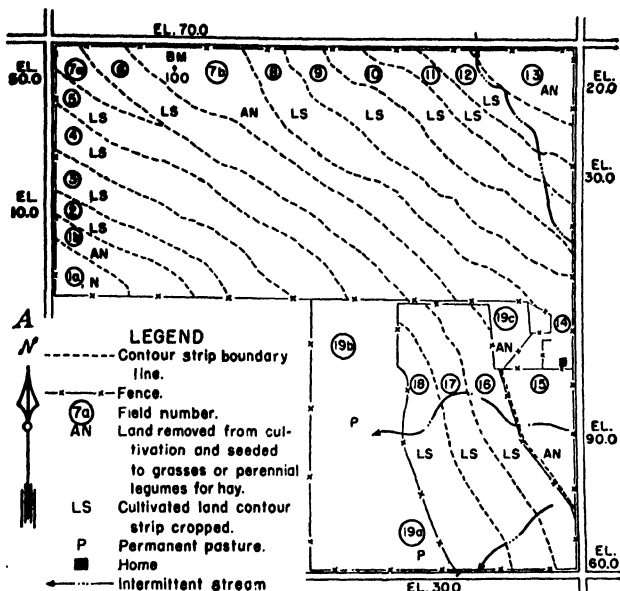 EL. 70.0
EL. 50.0
7a
6
BM 100
7b
8
9
10
11
12
13
EL. 20.0
5
LS
LS
AN
LS
LS
LS
LS
LS
AN
4
LS
3
LS
EL. 30.0
EL. 10.0
2
LS
1b
AN
1a
N
A
N
LEGEND
Contour strip boundary
line.
Fence.
7a Field number.
AN Land removed from cul-
tivation and seeded
to grasses or perennial
legumes for hay.
LS Cultivated land contour
strip cropped.
P Permanent pasture.
Home
Intermittent stream
19b
19c
14
AN
18
17
16
15
P
EL. 90.0
LS
LS
LS
AN
19a
P
EL. 60.0
EL. 30.0